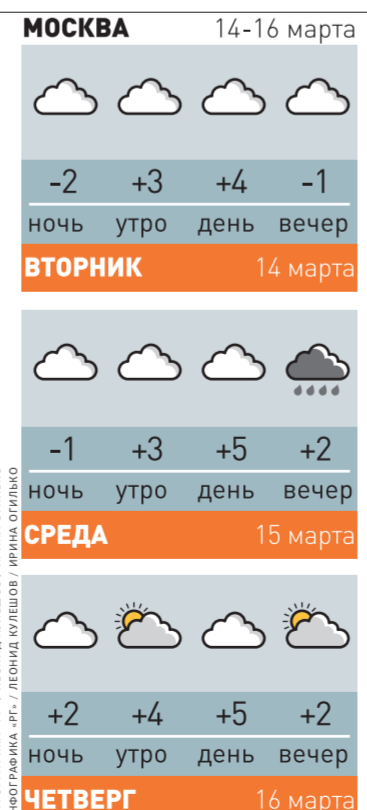 МОСКВА 14-16 марта
-2 +3 +4 -1
ночь утро день вечер
ВТОРНИК 14 марта
-1 +3 +5 +2
ночь утро день вечер
СРЕДА 15 марта
+2 +4 +5 +2
ночь утро день вечер
ЧЕТВЕРГ 16 марта
«РГ» / ЛЕОНИД КУЛЕШОВ / ИРИНА ОГИЛЬКО